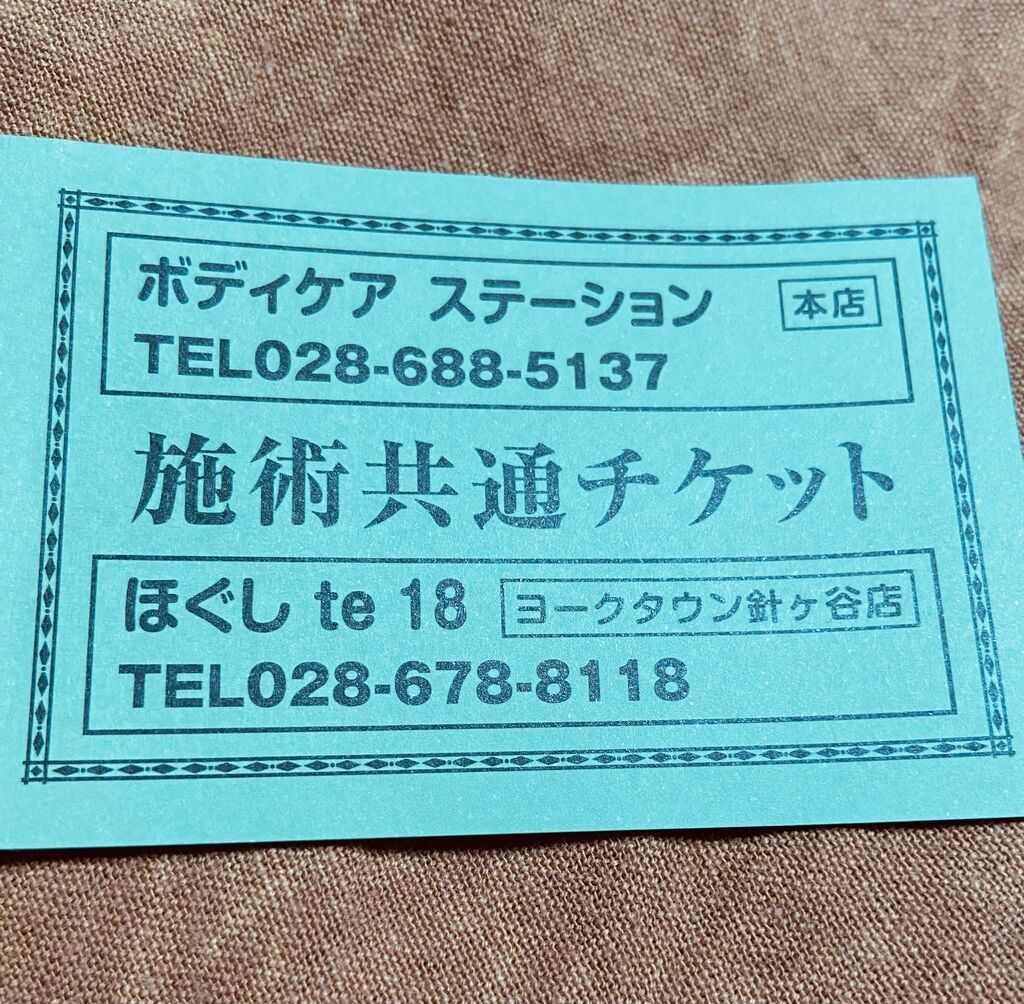 ボディケア ステーション 本店
TEL028-688-5137
施術共通チケット
ほぐし te 18 ヨークタウン針ヶ谷店
TEL028-678-8118